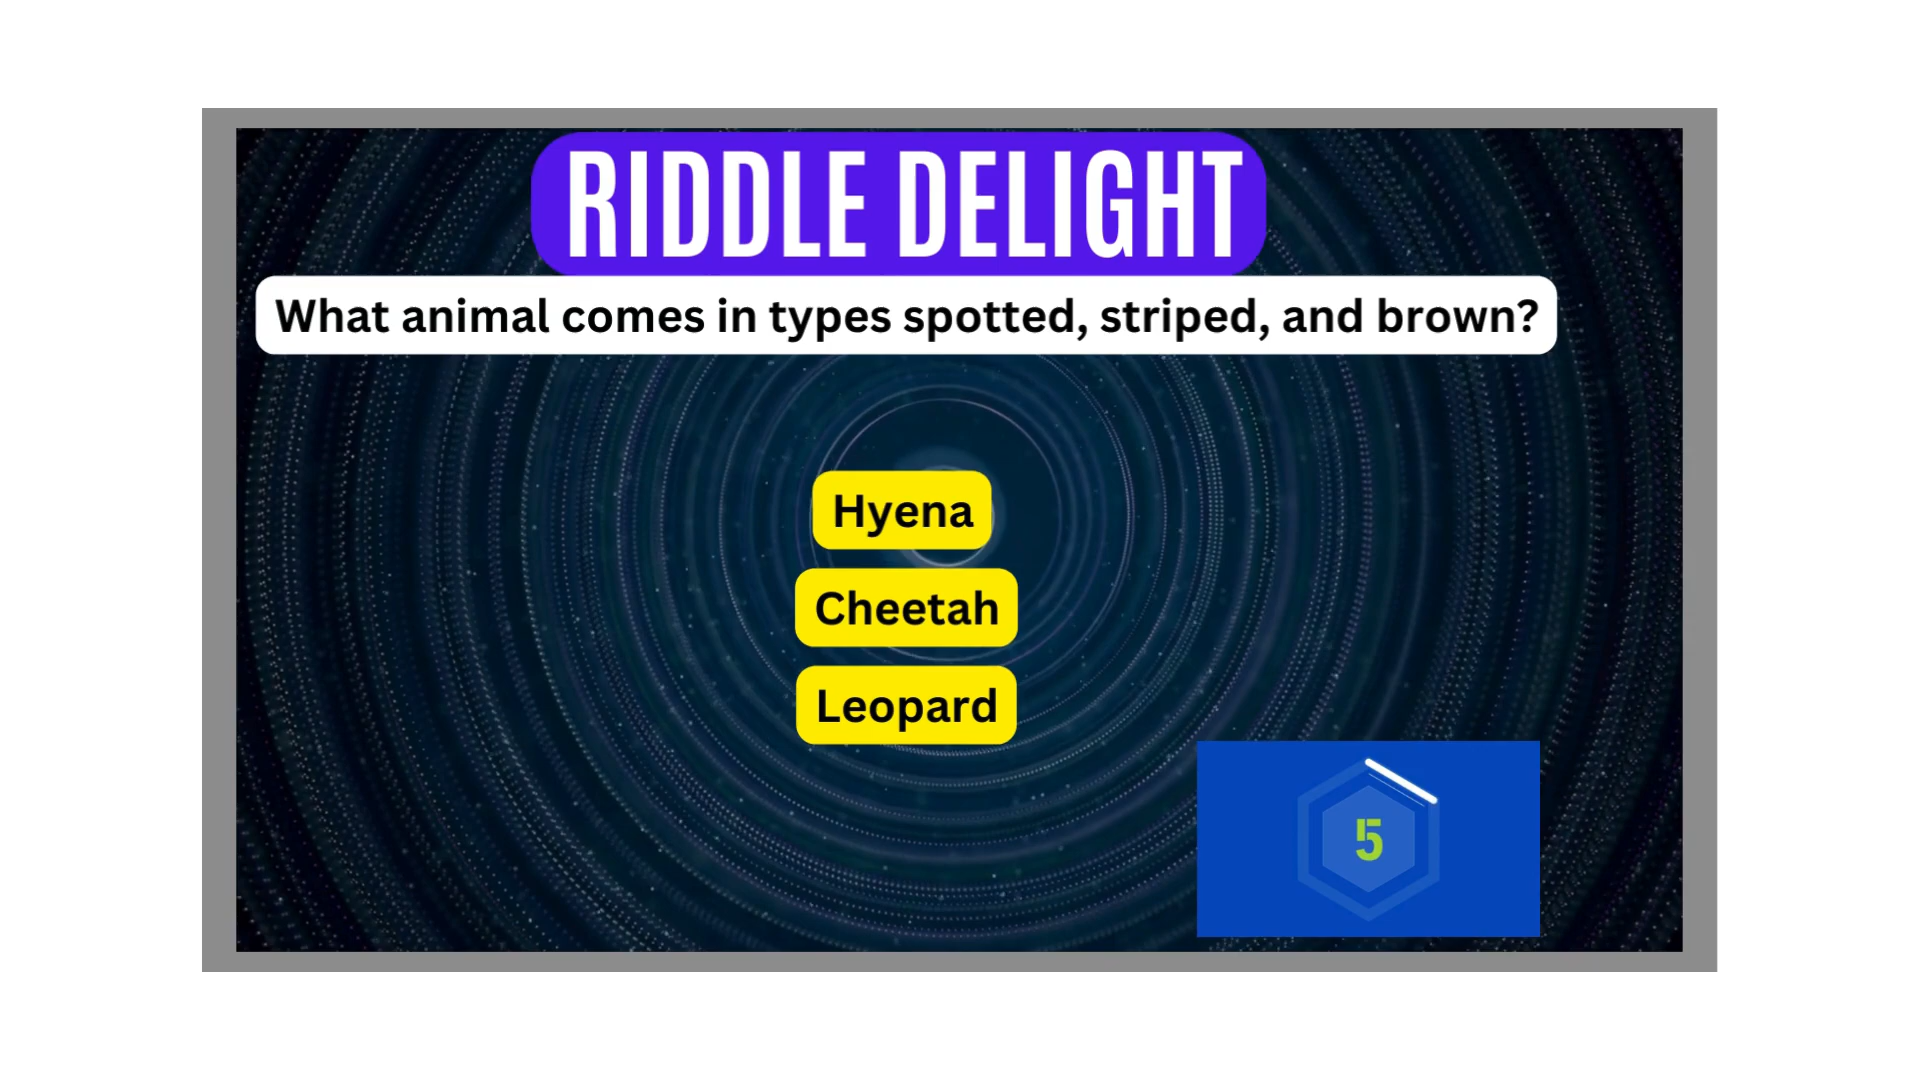 RIDDLE DELIGHT
What animal comes in types spotted, striped, and brown?
Hyena
Cheetah
Leopard
5